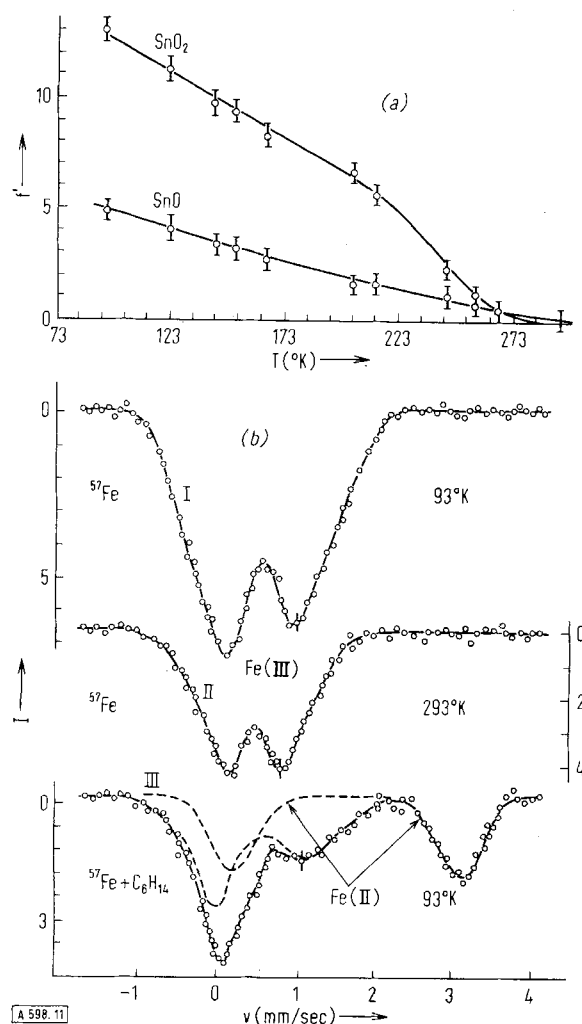 SnO₂
(a)
SnO
10
5
0
f'
73 123 173 223 273
T(°K)
(b)
0
⁵⁷Fe I 93°K
5
Fe(III)
0
⁵⁷Fe II 293°K
2
4
I
III
0
⁵⁷Fe+C₆H₁₄ Fe(II) 93°K
3
-1 0 1 2 3 4
v(mm/sec)
A 598.11